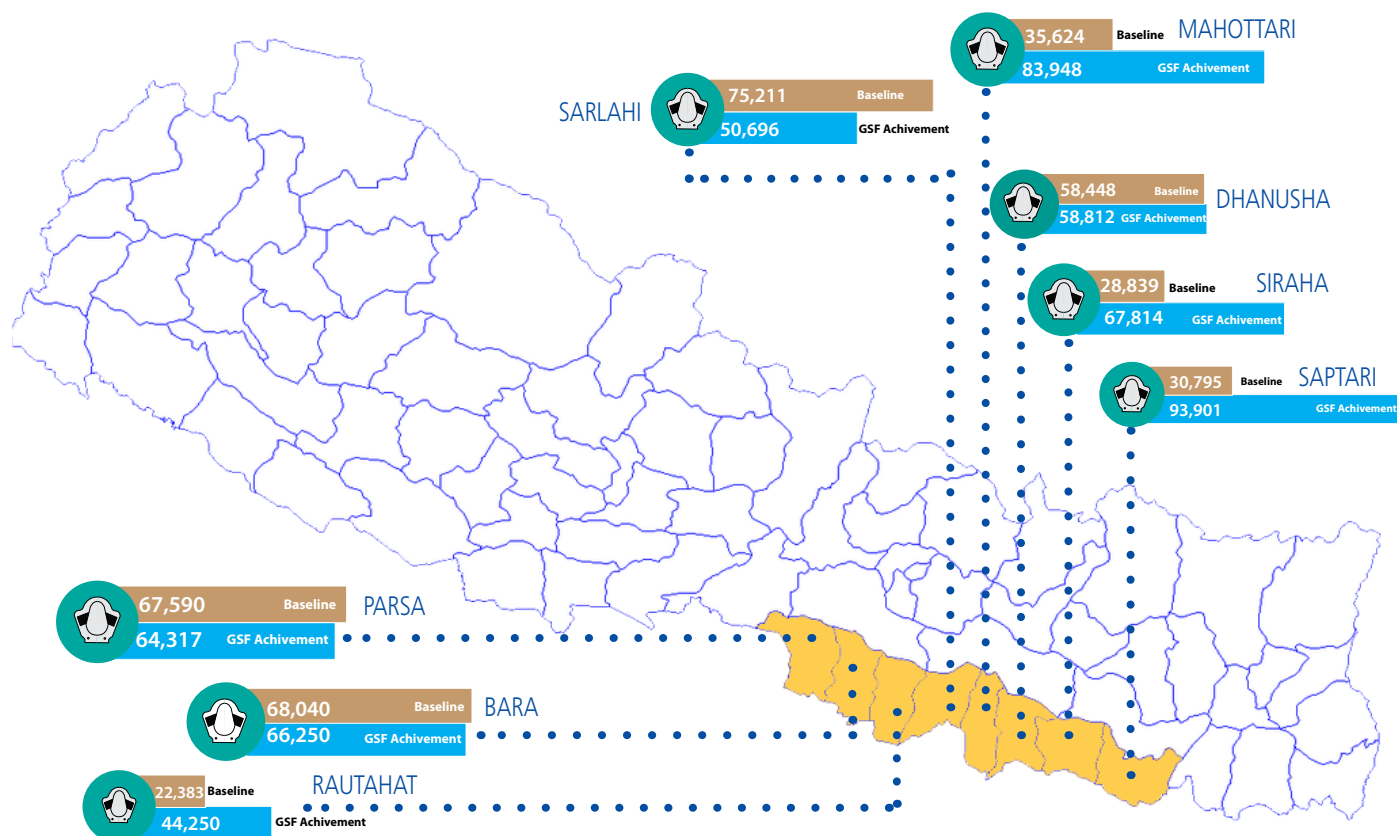 35,624 Baseline MAHOTTARI
83,948 GSF Achivement
SARLAHI
75,211 Baseline
50,696 GSF Achivement
58,448 Baseline
58,812 GSF Achivement
DHANUSHA
28,839 Baseline SIRAHA
67,814 GSF Achivement
30,795 Baseline SAPTARI
93,901 GSF Achivement
67,590 Baseline PARSA
64,317 GSF Achivement
68,040 Baseline BARA
66,250 GSF Achivement
22,383 Baseline RAUTAHAT
44,250 GSF Achivement